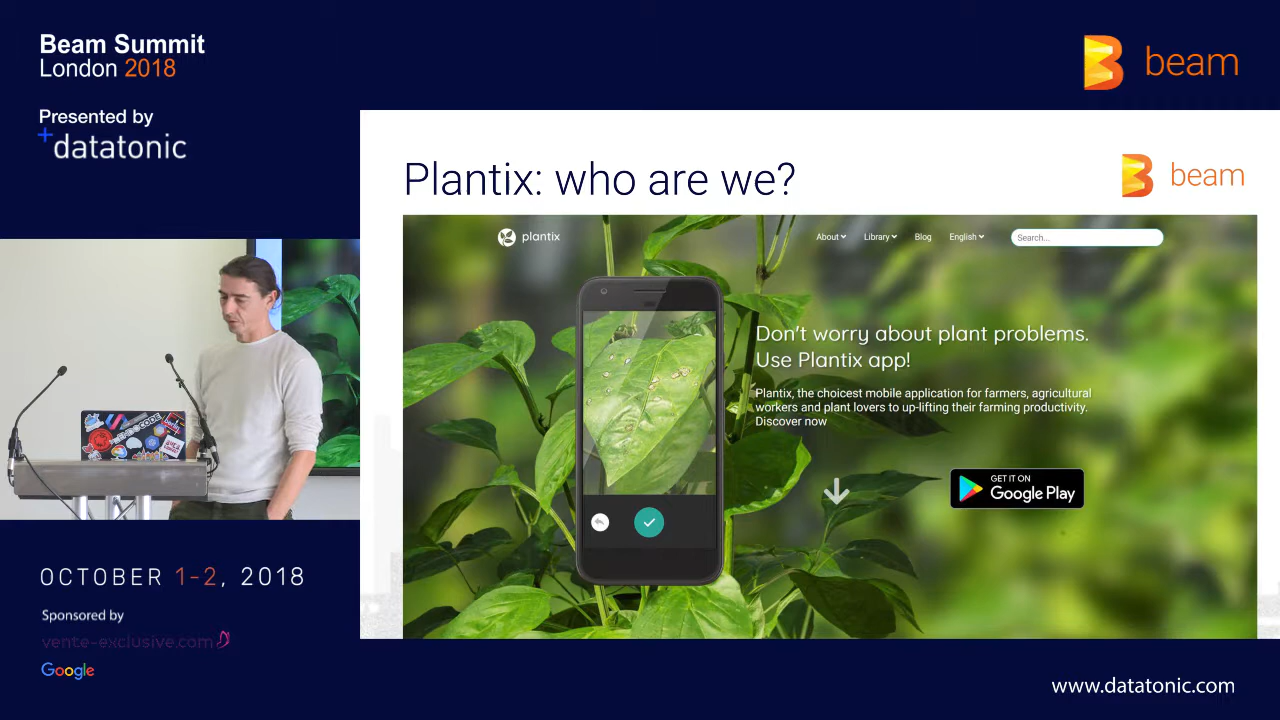 Beam Summit
London 2018
Presented by
+datatonic
beam
Plantix: who are we?
beam
plantix
About
Library
Blog
English
Search...
Don't worry about plant problems.
Use Plantix app!
Plantix, the choicest mobile application for farmers, agricultural
workers and plant lovers to up-lifting their farming productivity.
Discover now
GET IT ON
Google Play
OCTOBER 1-2, 2018
Sponsored by
vente-exclusive.com
Google
www.datatonic.com